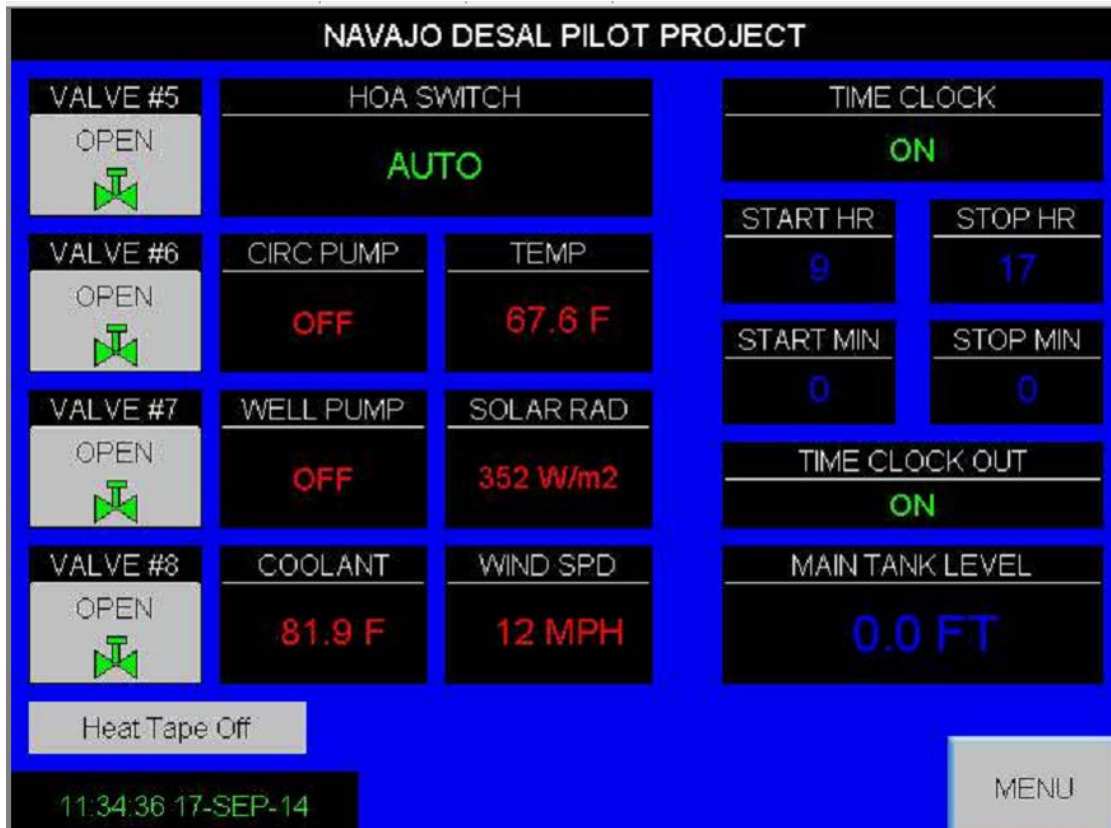 NAVAJO DESAL PILOT PROJECT
VALVE #5
OPEN
HOA SWITCH
AUTO
TIME CLOCK
ON
VALVE #6
OPEN
CIRC PUMP
OFF
TEMP
67.6 F
START HR
9
STOP HR
17
START MIN
0
STOP MIN
0
VALVE #7
OPEN
WELL PUMP
OFF
SOLAR RAD
352 W/m2
TIME CLOCK OUT
ON
VALVE #8
OPEN
COOLANT
81.9 F
WIND SPD
12 MPH
MAIN TANK LEVEL
0.0 FT
Heat Tape Off
11:34:36 17-SEP-14
MENU